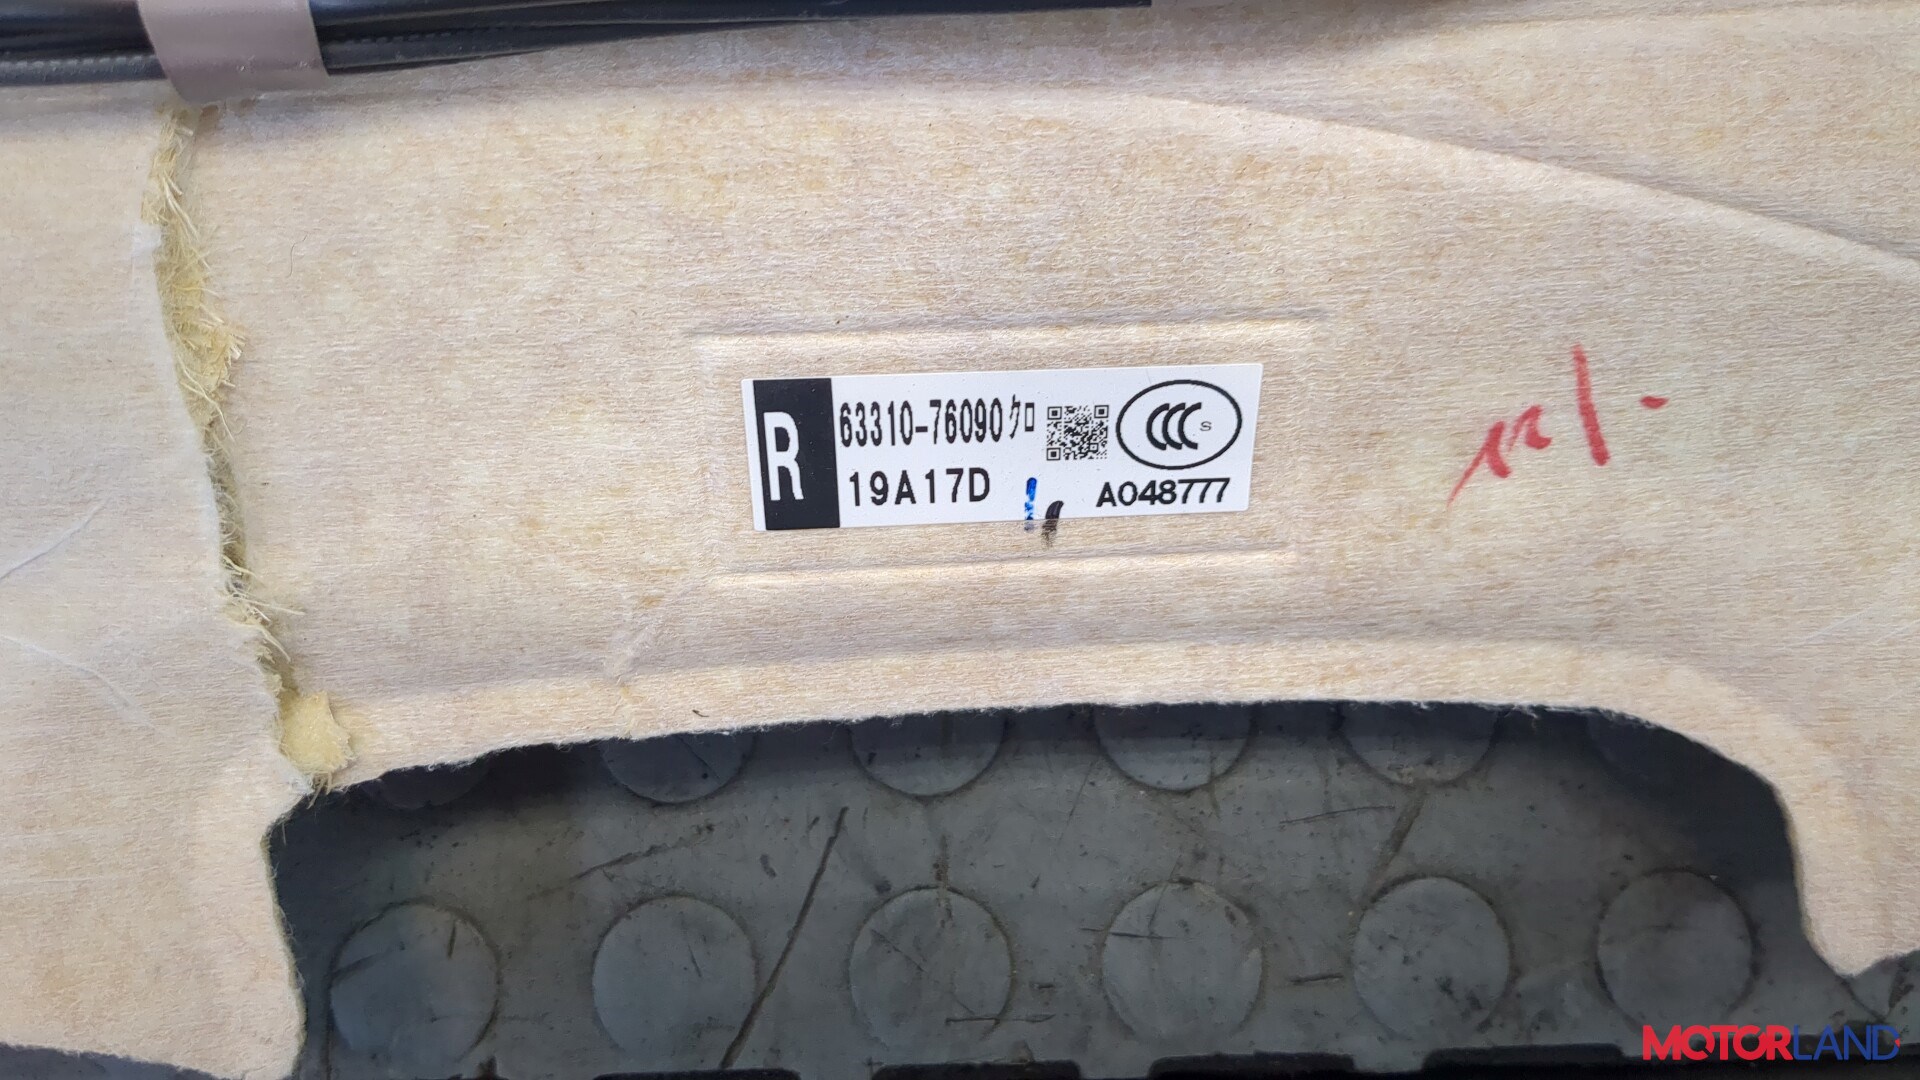 R
63310-76090クロ
19A17D
CCC S
A048777
MOTORLAND